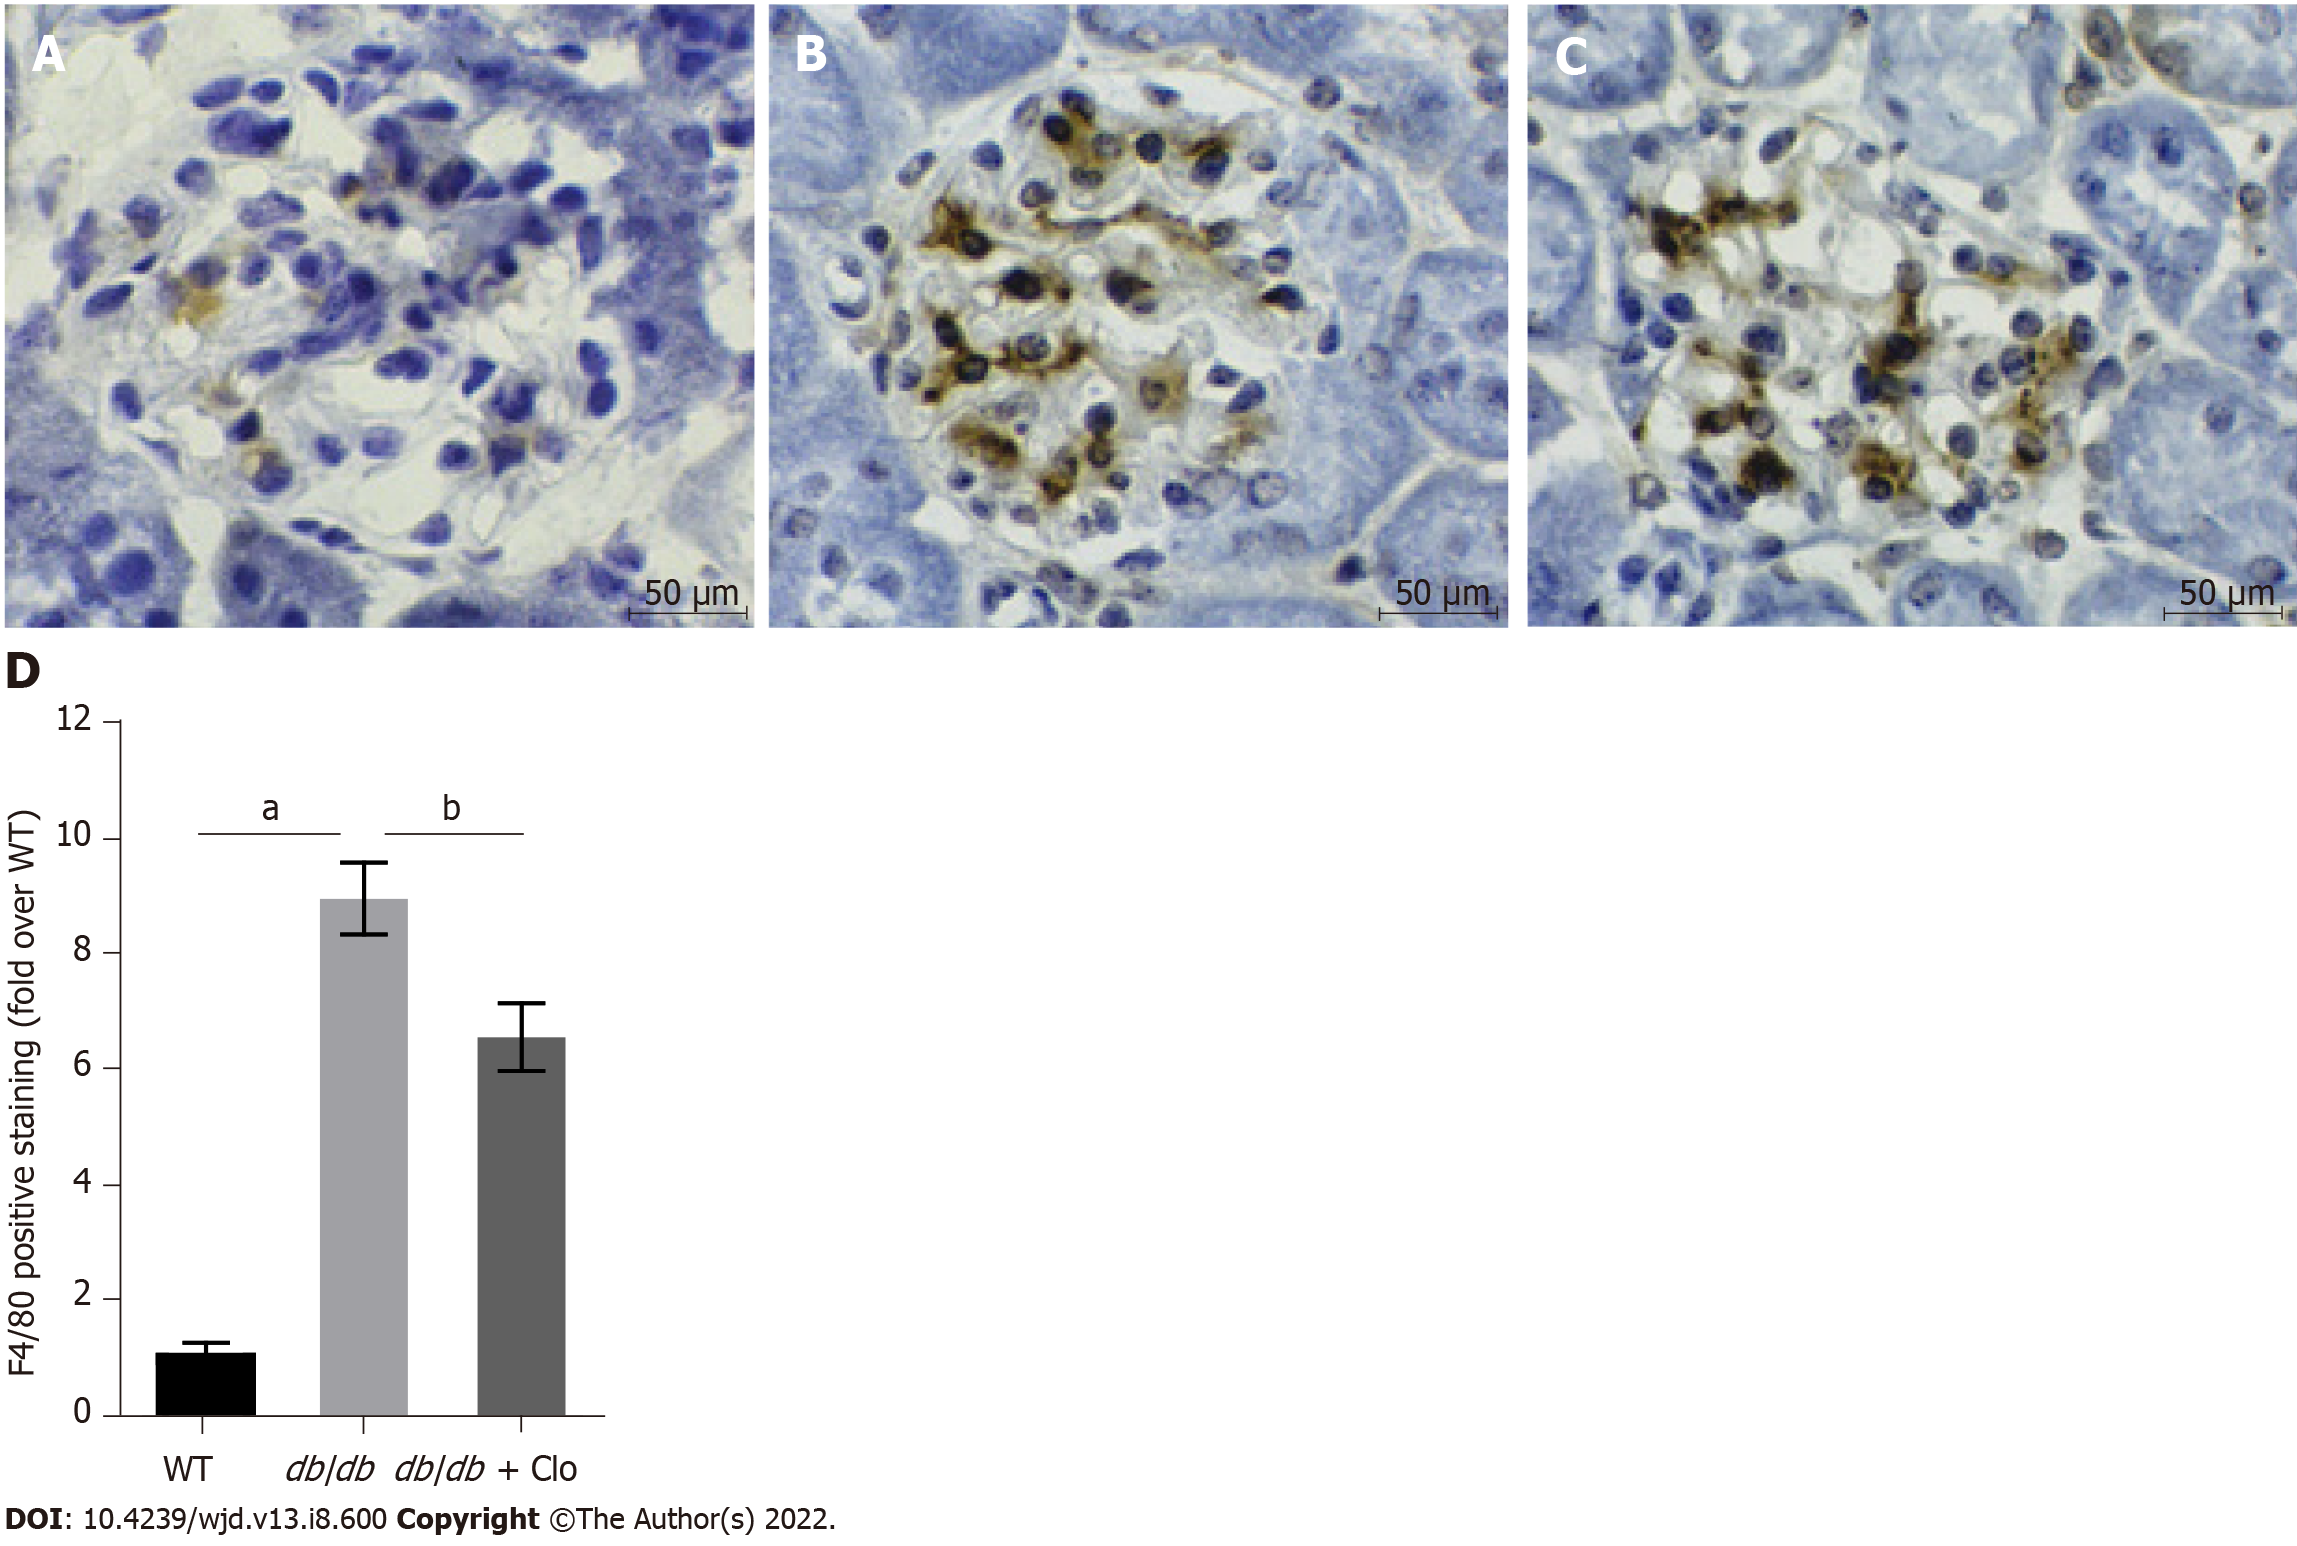 A
B
C
50 µm
50 µm
50 µm
D
F4/80 positive staining (fold over WT)
12
10
8
6
4
2
0
a
b
WT
db/db
db/db + Clo
DOI: 10.4239/wjd.v13.i8.600 Copyright ©The Author(s) 2022.